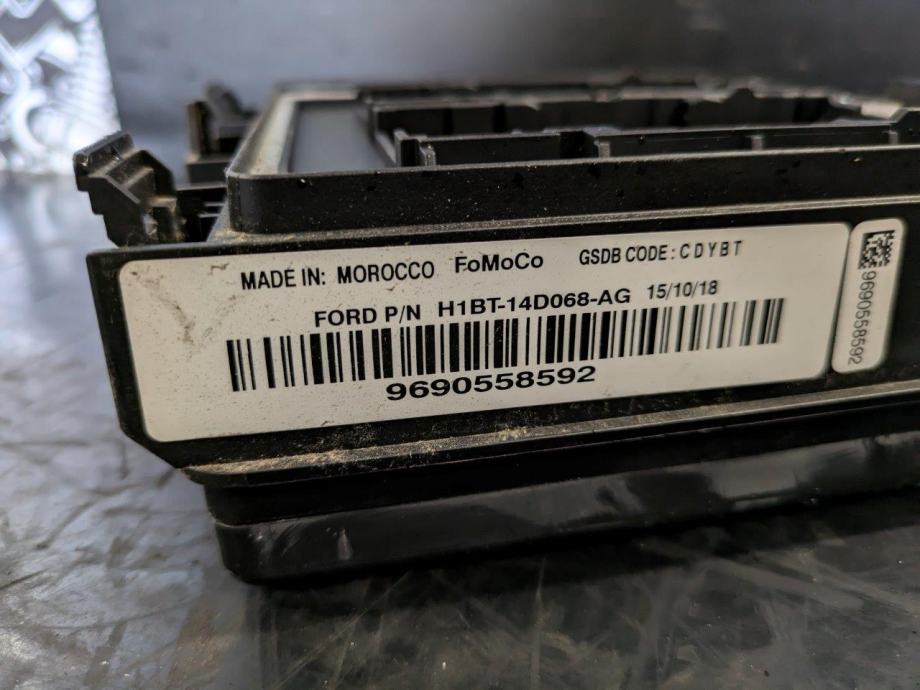 MADE IN: MOROCCO FoMoCo GSDB CODE: CDYBT
FORD P/N H1BT-14D068-AG 15/10/18
9690558592
9690558592